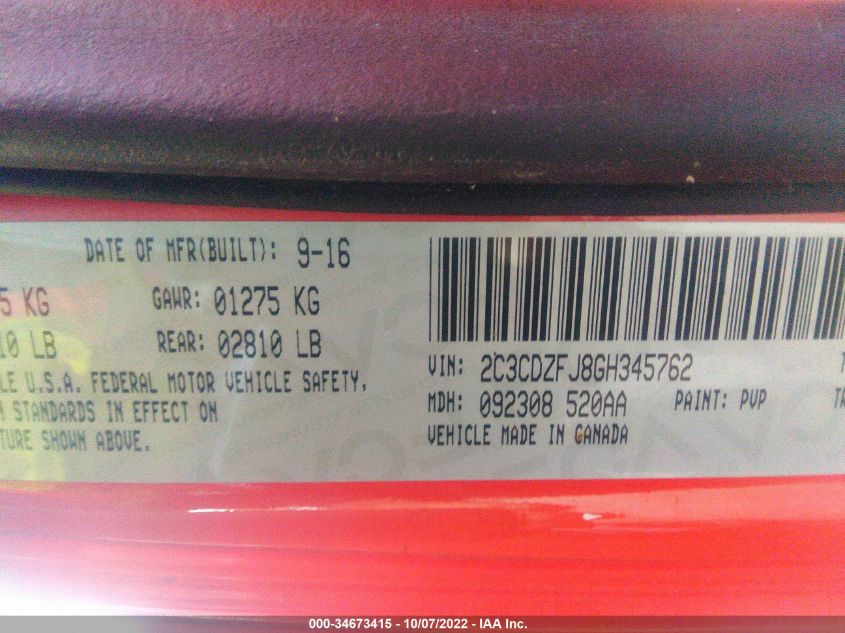 DATE OF MFR(BUILT): 9-16
5 KG GAWR: 01275 KG
10 LB REAR: 02810 LB
LE U.S.A. FEDERAL MOTOR VEHICLE SAFETY,
STANDARDS IN EFFECT ON
TURE SHOWN ABOVE.
VIN: 2C3CDZFJ8GH345762
MDH: 092308 520AA PAINT: PVP TR
VEHICLE MADE IN CANADA
000-34673415 - 10/07/2022 - IAA Inc.